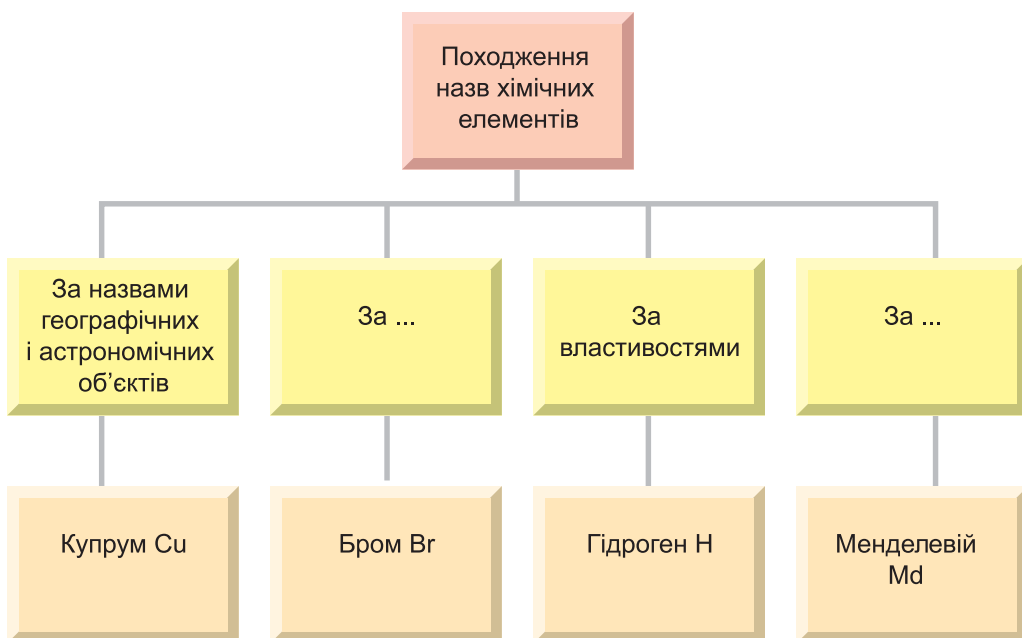 Походження
назв хімічних
елементів
За назвами
географічних
і астрономічних
об’єктів
За ...
За
властивостями
За ...
Купрум Cu
Бром Br
Гідроген H
Менделевій
Md